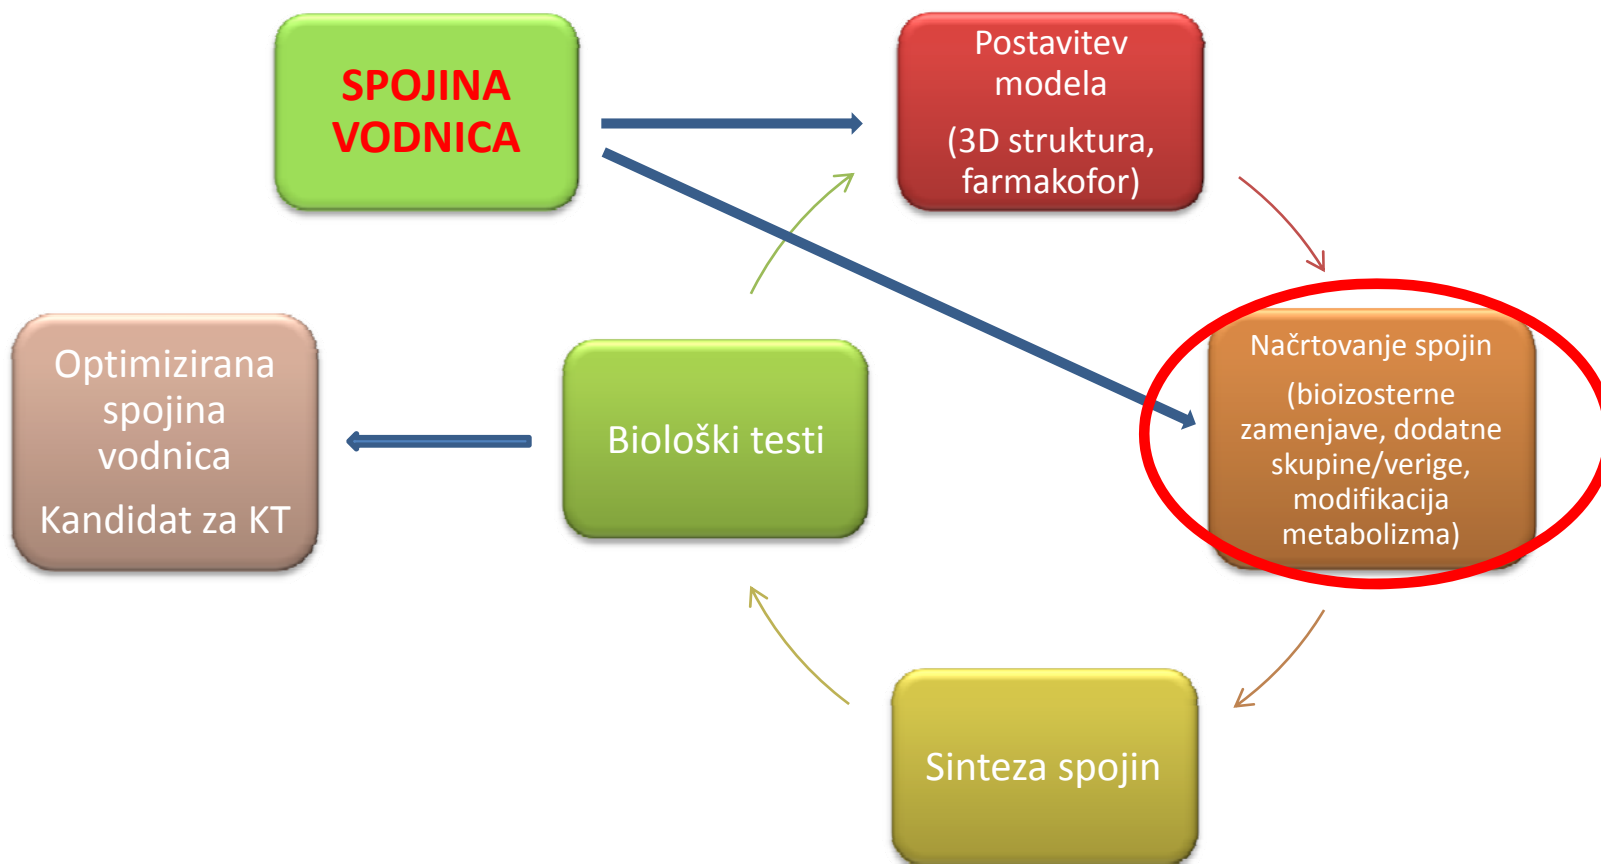 SPOJINA
VODNICA
Postavitev
modela
(3D struktura,
farmakofor)
Načrtovanje spojin
(bioizosterne
zamenjave, dodatne
skupine/verige,
modifikacija
metabolizma)
Optimizirana
spojina
vodnica
Kandidat za KT
Biološki testi
Sinteza spojin